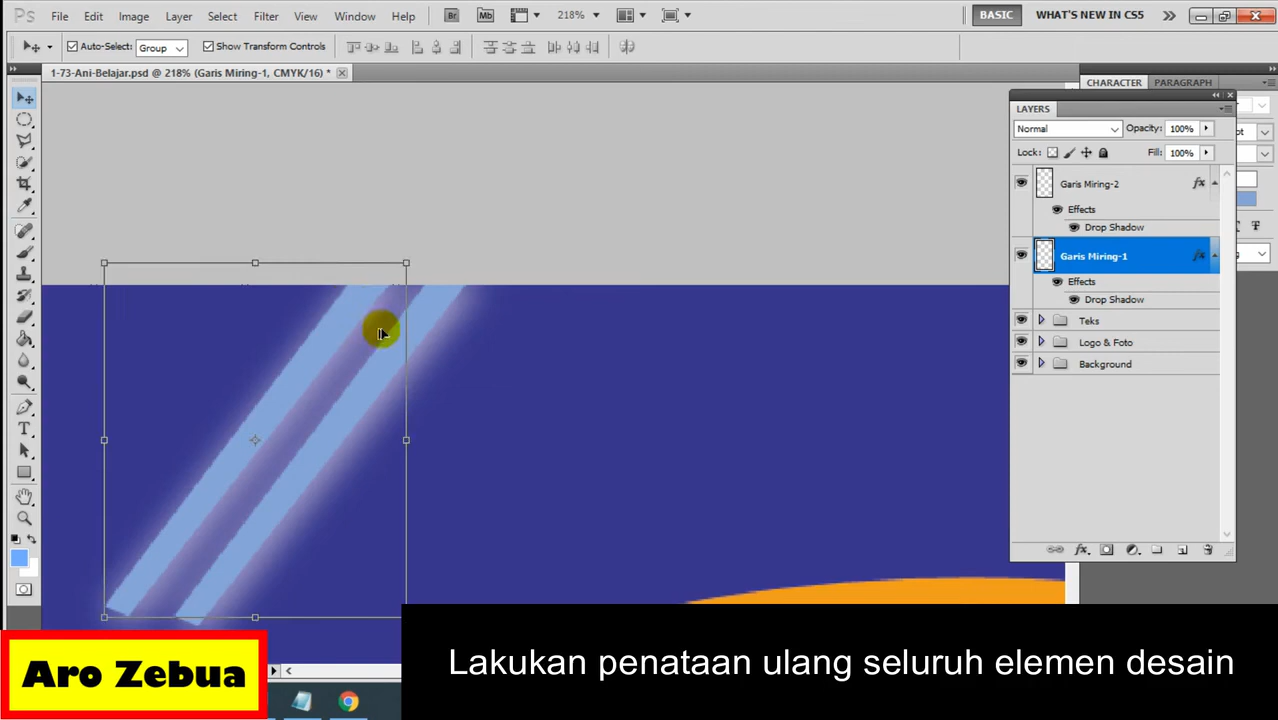 Ps File Edit Image Layer Select Filter View Window Help Br Mb 218% BASIC WHAT'S NEW IN CS5
Auto-Select: Group Show Transform Controls
1-73-Ani-Belajar.psd @ 218% (Garis Miring-1, CMYK/16) *
CHARACTER PARAGRAPH
LAYERS
Normal Opacity: 100%
Lock: Fill: 100%
Garis Miring-2 fx
Effects
Drop Shadow
Garis Miring-1 fx
Effects
Drop Shadow
Teks
Logo & Foto
Background
Aro Zebua
Lakukan penataan ulang seluruh elemen desain